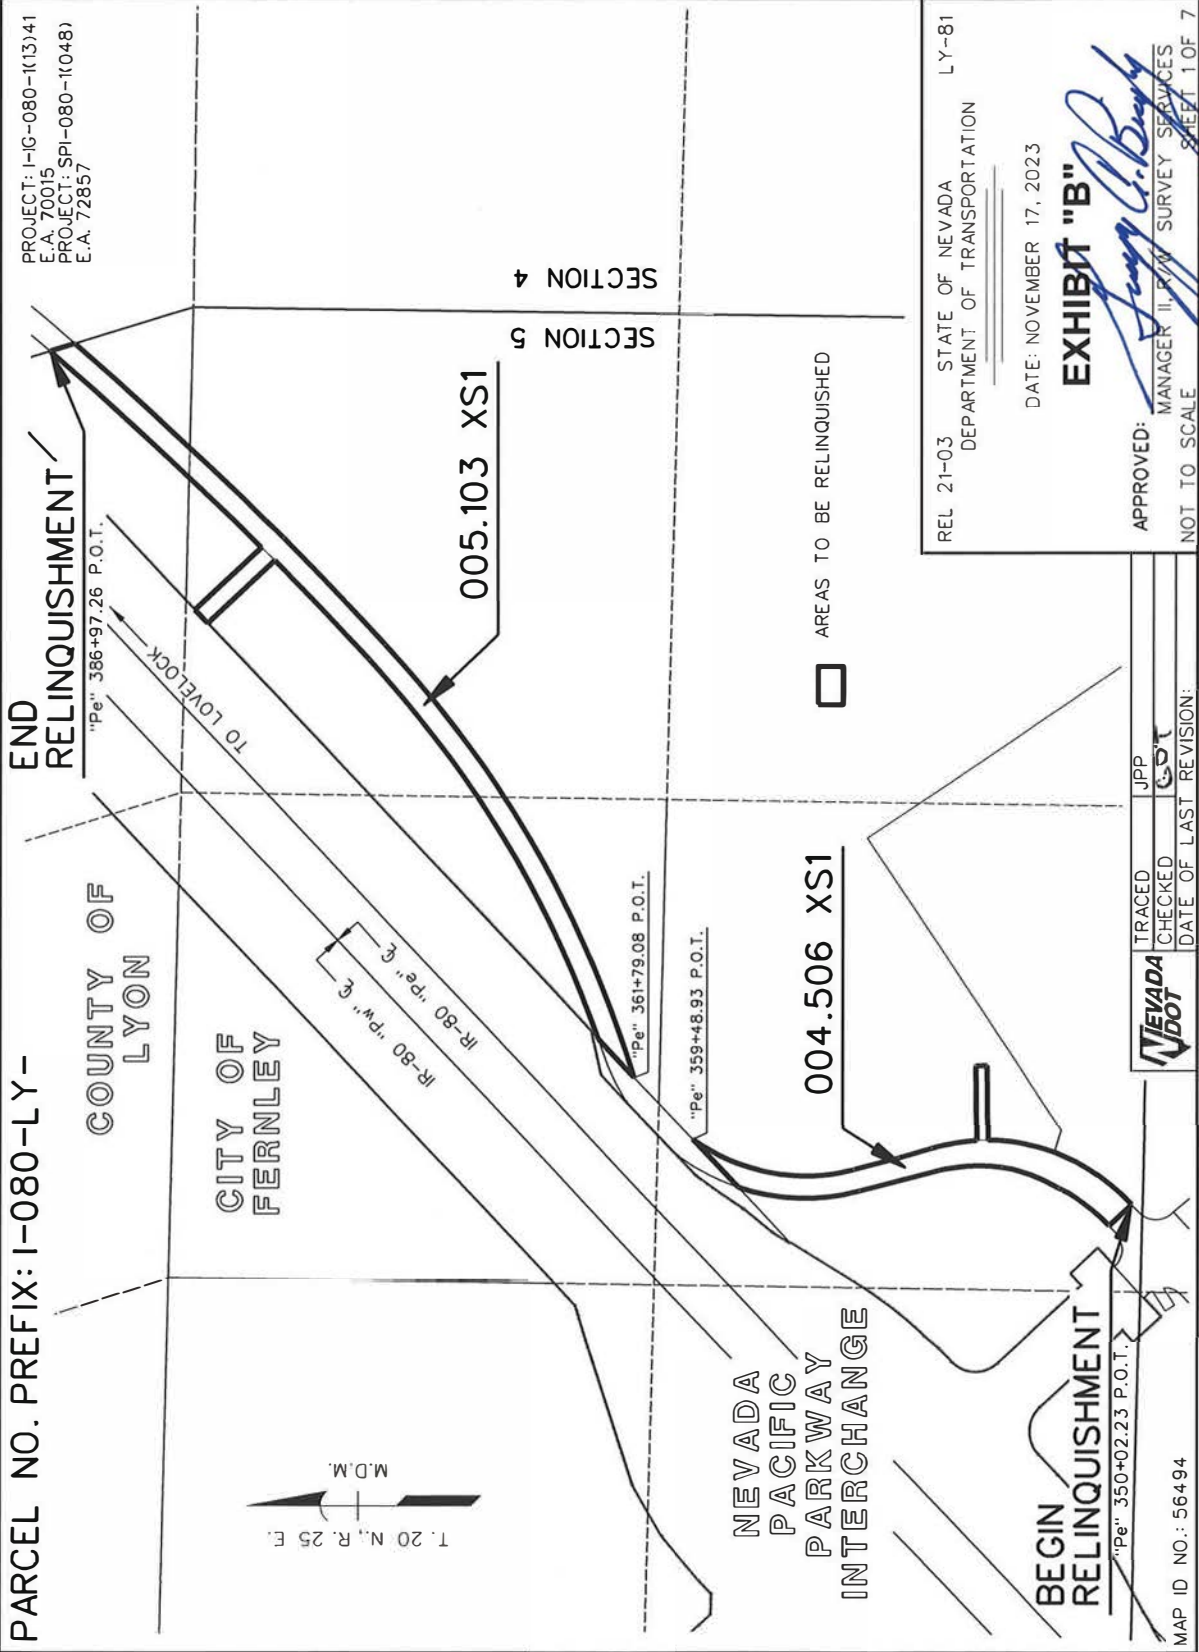 PARCEL NO. PREFIX: I-080-LY-
PROJECT: I-IG-080-1(13)41
E.A. 70015
PROJECT: SPI-080-1(048)
E.A. 72857
END
RELINQUISHMENT
"Pe" 386+97.26 P.O.T.
COUNTY OF
LYON
CITY OF
FERNLEY
TO LOVELOCK
IR-80 "Pw" ℄
IR-80 "Pe" ℄
T. 20 N., R. 25 E.
M.D.M.
005.103 XS1
SECTION 5
SECTION 4
"Pe" 361+79.08 P.O.T.
"Pe" 359+48.93 P.O.T.
004.506 XS1
NEVADA
PACIFIC
PARKWAY
INTERCHANGE
BEGIN
RELINQUISHMENT
"Pe" 350+02.23 P.O.T.
AREAS TO BE RELINQUISHED
MAP ID NO.: 56494
NEVADA
DOT
TRACED JPP
CHECKED
DATE OF LAST REVISION:
REL 21-03 STATE OF NEVADA LY-81
DEPARTMENT OF TRANSPORTATION
DATE: NOVEMBER 17, 2023
EXHIBIT "B"
APPROVED:
MANAGER II, R/W SURVEY SERVICES
NOT TO SCALE SHEET 1 OF 7